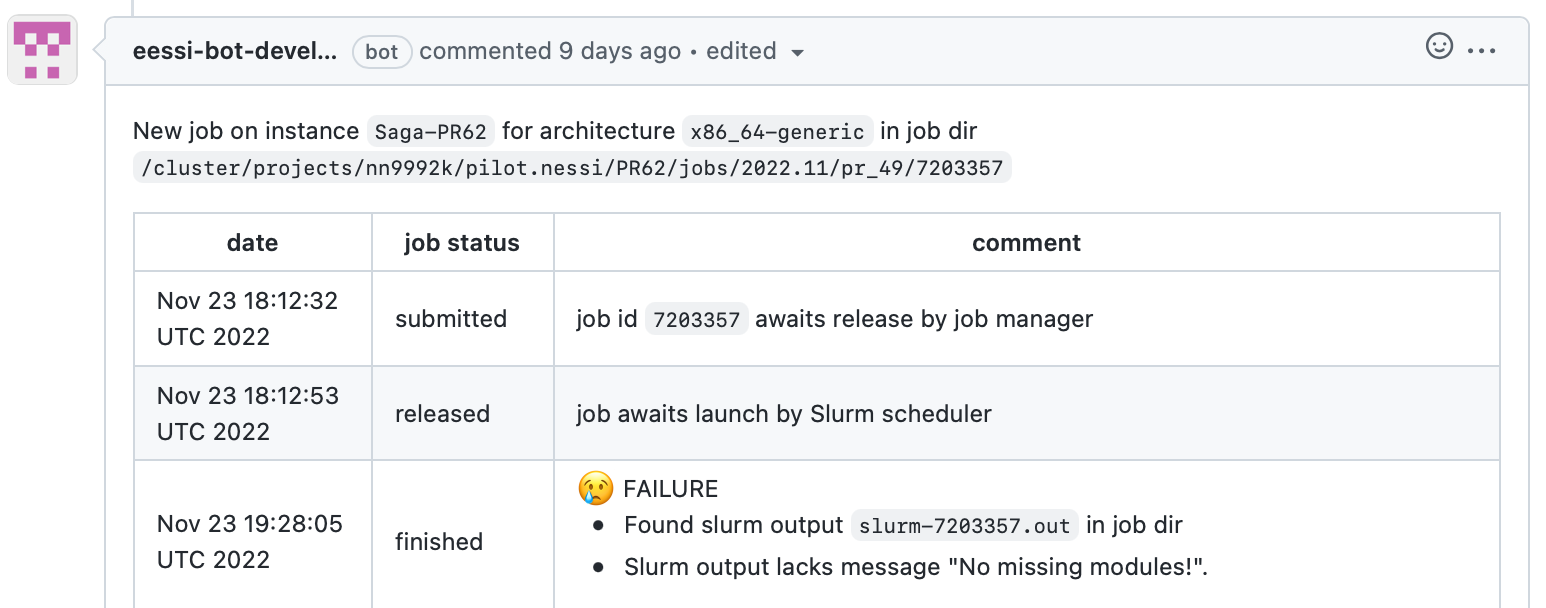 eessi-bot-devel... bot commented 9 days ago • edited
New job on instance Saga-PR62 for architecture x86_64-generic in job dir
/cluster/projects/nn9992k/pilot.nessi/PR62/jobs/2022.11/pr_49/7203357
date job status comment
Nov 23 18:12:32
UTC 2022
submitted
job id 7203357 awaits release by job manager
Nov 23 18:12:53
UTC 2022
released
job awaits launch by Slurm scheduler
Nov 23 19:28:05
UTC 2022
finished
😢 FAILURE
• Found slurm output slurm-7203357.out in job dir
• Slurm output lacks message "No missing modules!".